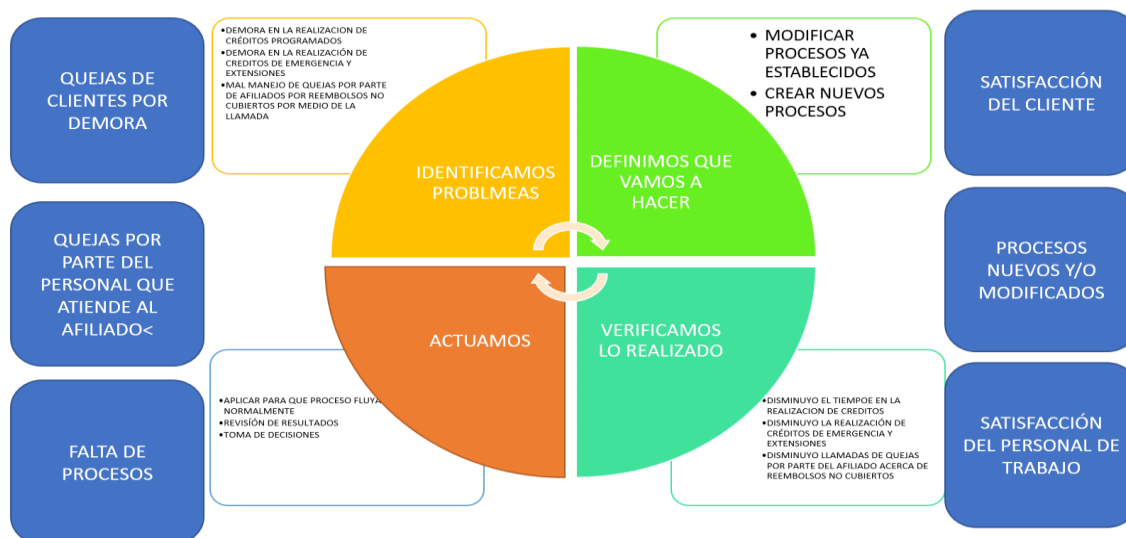 QUEJAS DE
CLIENTES POR
DEMORA
QUEJAS POR
PARTE DEL
PERSONAL QUE
ATIENDE AL
AFILIADO<
FALTA DE
PROCESOS
•DEMORA EN LA REALIZACION DE
CRÉDITOS PROGRAMADOS
•DEMORA EN LA REALIZACIÓN DE
CREDITOS DE EMERGENCIA Y
EXTENSIONES
•MAL MANEJO DE QUEJAS POR PARTE
DE AFILIADOS POR REEMBOLSOS NO
CUBIERTOS POR MEDIO DE LA
LLAMADA
IDENTIFICAMOS
PROBLMEAS
• MODIFICAR
PROCESOS YA
ESTABLECIDOS
• CREAR NUEVOS
PROCESOS
DEFINIMOS QUE
VAMOS A
HACER
ACTUAMOS
•APLICAR PARA QUE PROCESO FLUYA
NORMALMENTE
•REVISÍÓN DE RESULTADOS
•TOMA DE DECISIONES
VERIFICAMOS
LO REALIZADO
•DISMINUYO EL TIEMPOE EN LA
REALIZACION DE CREDITOS
•DISMINUYO LA REALIZACIÓN DE
CRÉDITOS DE EMERGENCIA Y
EXTENSIONES
•DISMINUYO LLAMADAS DE QUEJAS
POR PARTE DEL AFILIADO ACERCA DE
REEMBOLSOS NO CUBIERTOS
SATISFACCIÓN
DEL CLIENTE
PROCESOS
NUEVOS Y/O
MODIFICADOS
SATISFACCIÓN
DEL PERSONAL DE
TRABAJO